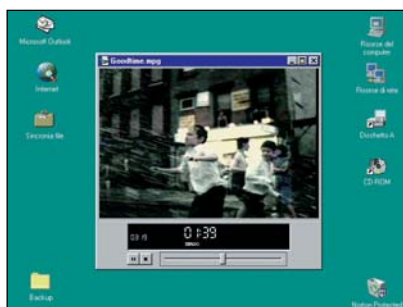 Microsoft Outlook
Internet
Sincronia file
Backup
Goodtime.mpg
03:15
01:39
Risorse del
computer
Risorse di rete
Dischetto A
CD-ROM
Norton Protected